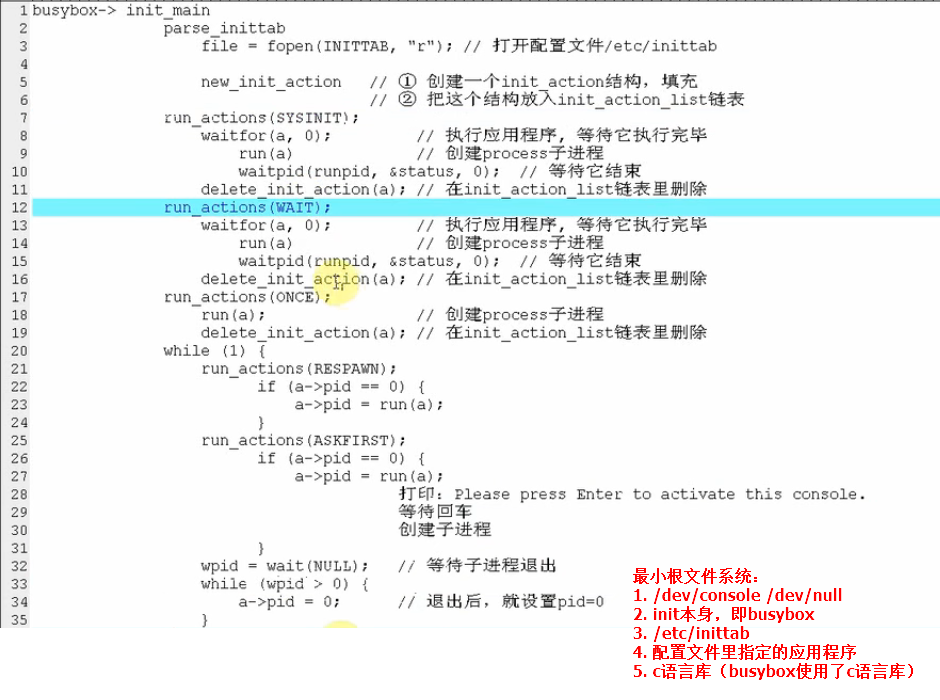 1 busybox-> init_main
2 parse_inittab
3 file = fopen(INITTAB, "r"); // 打开配置文件/etc/inittab
4
5 new_init_action // ① 创建一个init_action结构, 填充
6 // ② 把这个结构放入init_action_list链表
7 run_actions(SYSINIT);
8 waitfor(a, 0); // 执行应用程序, 等待它执行完毕
9 run(a) // 创建process子进程
10 waitpid(runpid, &status, 0); // 等待它结束
11 delete_init_action(a); // 在init_action_list链表里删除
12 run_actions(WAIT);
13 waitfor(a, 0); // 执行应用程序, 等待它执行完毕
14 run(a) // 创建process子进程
15 waitpid(runpid, &status, 0); // 等待它结束
16 delete_init_action(a); // 在init_action_list链表里删除
17 run_actions(ONCE);
18 run(a); // 创建process子进程
19 delete_init_action(a); // 在init_action_list链表里删除
20 while (1) {
21 run_actions(RESPAWN);
22 if (a->pid == 0) {
23 a->pid = run(a);
24 }
25 run_actions(ASKFIRST);
26 if (a->pid == 0) {
27 a->pid = run(a);
28 打印: Please press Enter to activate this console.
29 等待回车
30 创建子进程
31 }
32 wpid = wait(NULL); // 等待子进程退出
33 while (wpid > 0) {
34 a->pid = 0; // 退出后, 就设置pid=0
35 }
最小根文件系统:
1. /dev/console /dev/null
2. init本身，即busybox
3. /etc/inittab
4. 配置文件里指定的应用程序
5. c语言库（busybox使用了c语言库）